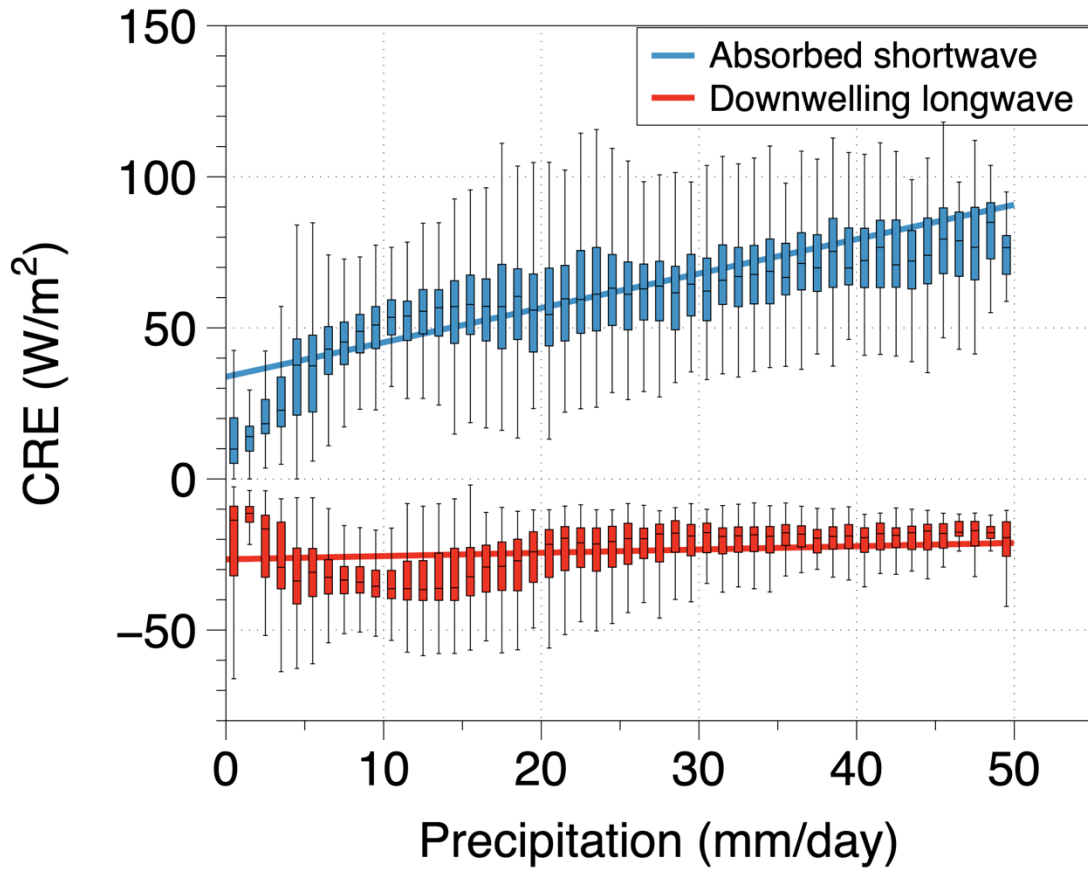 150
100
50
0
−50
CRE (W/m²)
Absorbed shortwave
Downwelling longwave
0 10 20 30 40 50
Precipitation (mm/day)